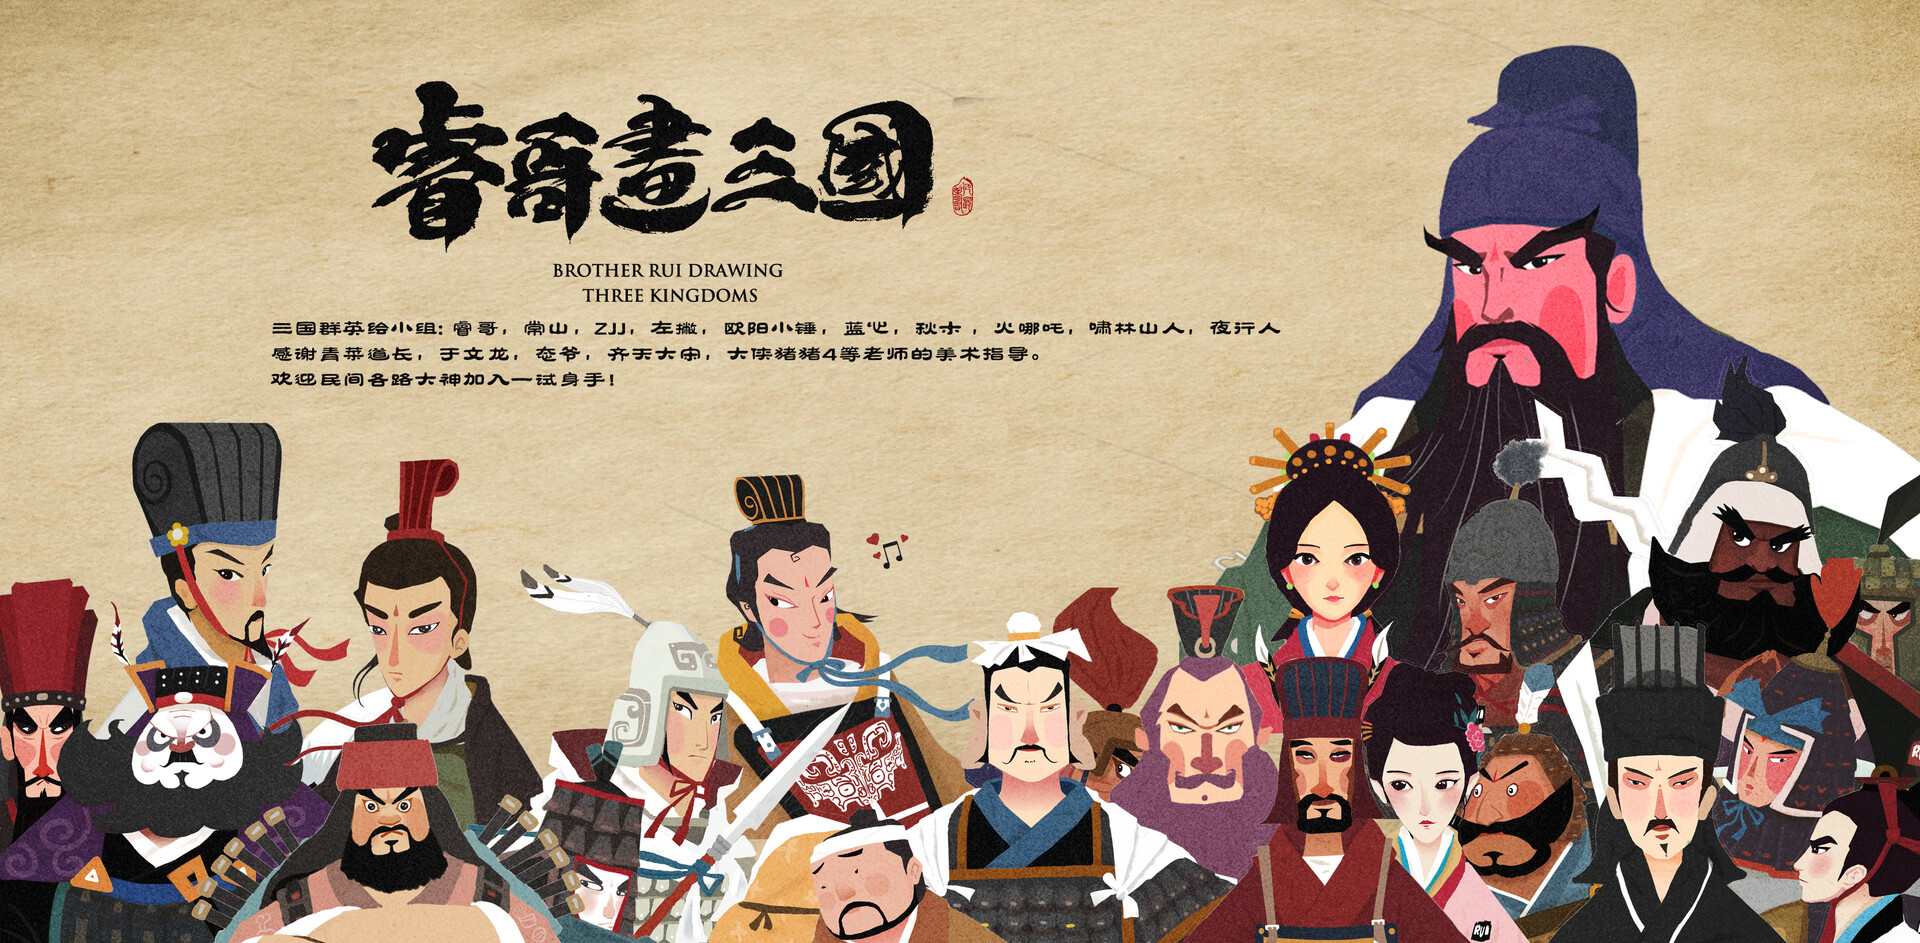 睿哥畫三國
BROTHER RUI DRAWING
THREE KINGDOMS
三国群英绘小组: 睿哥, 常山, ZJJ, 左撇, 欧阳小锤, 蓝心, 秋木, 火哪吒, 啸林山人, 夜行人
感谢青菜道长, 于文龙, 态爷, 齐天大宋, 大侠猪猪4等老师的美术指导。
欢迎民间各路大神加入一试身手!
RUI